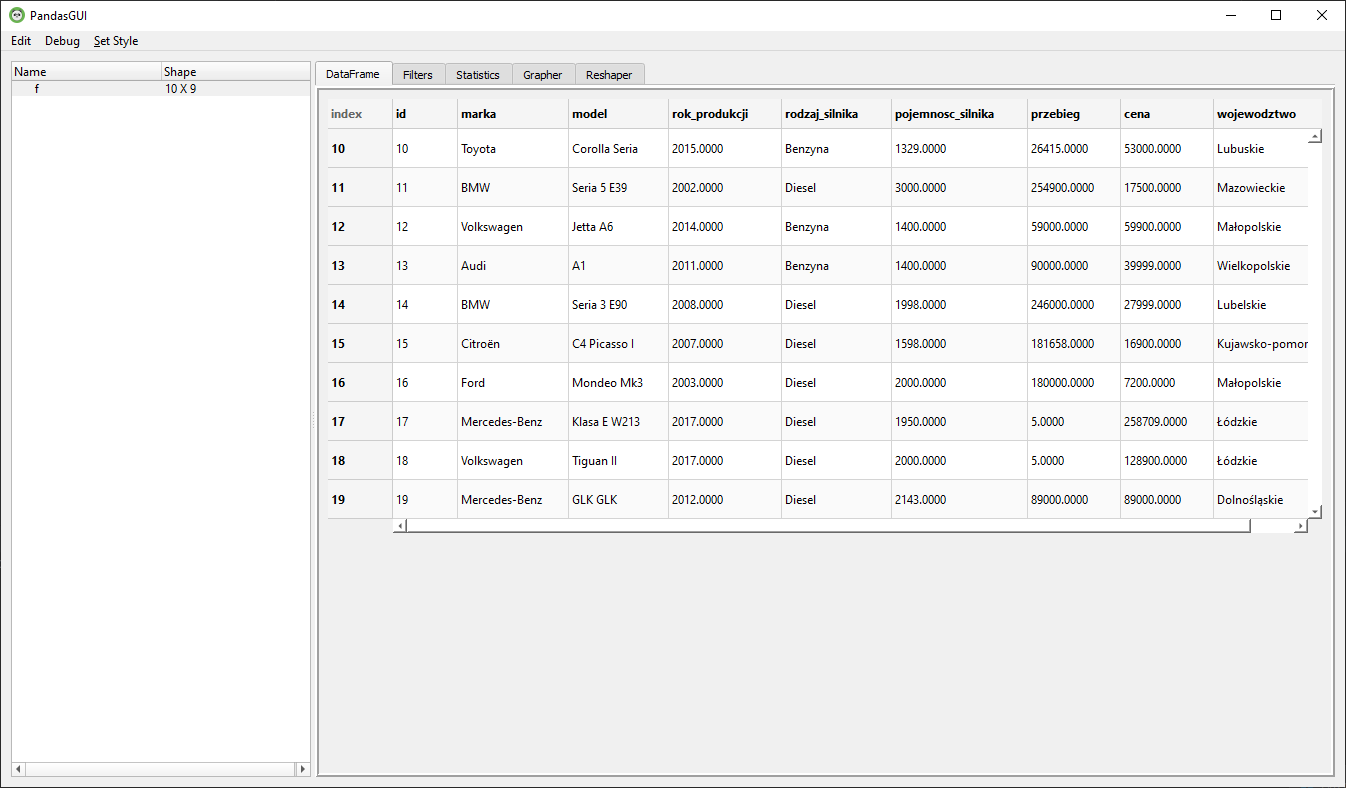 PandasGUI
Edit Debug Set Style
Name Shape
f 10 X 9
DataFrame Filters Statistics Grapher Reshaper
index id marka model rok_produkcji rodzaj_silnika pojemnosc_silnika przebieg cena wojewodztwo
10 10 Toyota Corolla Seria 2015.0000 Benzyna 1329.0000 26415.0000 53000.0000 Lubuskie
11 11 BMW Seria 5 E39 2002.0000 Diesel 3000.0000 254900.0000 17500.0000 Mazowieckie
12 12 Volkswagen Jetta A6 2014.0000 Benzyna 1400.0000 59000.0000 59900.0000 Małopolskie
13 13 Audi A1 2011.0000 Benzyna 1400.0000 90000.0000 39999.0000 Wielkopolskie
14 14 BMW Seria 3 E90 2008.0000 Diesel 1998.0000 246000.0000 27999.0000 Lubelskie
15 15 Citroën C4 Picasso I 2007.0000 Diesel 1598.0000 181658.0000 16900.0000 Kujawsko-pomor
16 16 Ford Mondeo Mk3 2003.0000 Diesel 2000.0000 180000.0000 7200.0000 Małopolskie
17 17 Mercedes-Benz Klasa E W213 2017.0000 Diesel 1950.0000 5.0000 258709.0000 Łódzkie
18 18 Volkswagen Tiguan II 2017.0000 Diesel 2000.0000 5.0000 128900.0000 Łódzkie
19 19 Mercedes-Benz GLK GLK 2012.0000 Diesel 2143.0000 89000.0000 89000.0000 Dolnośląskie